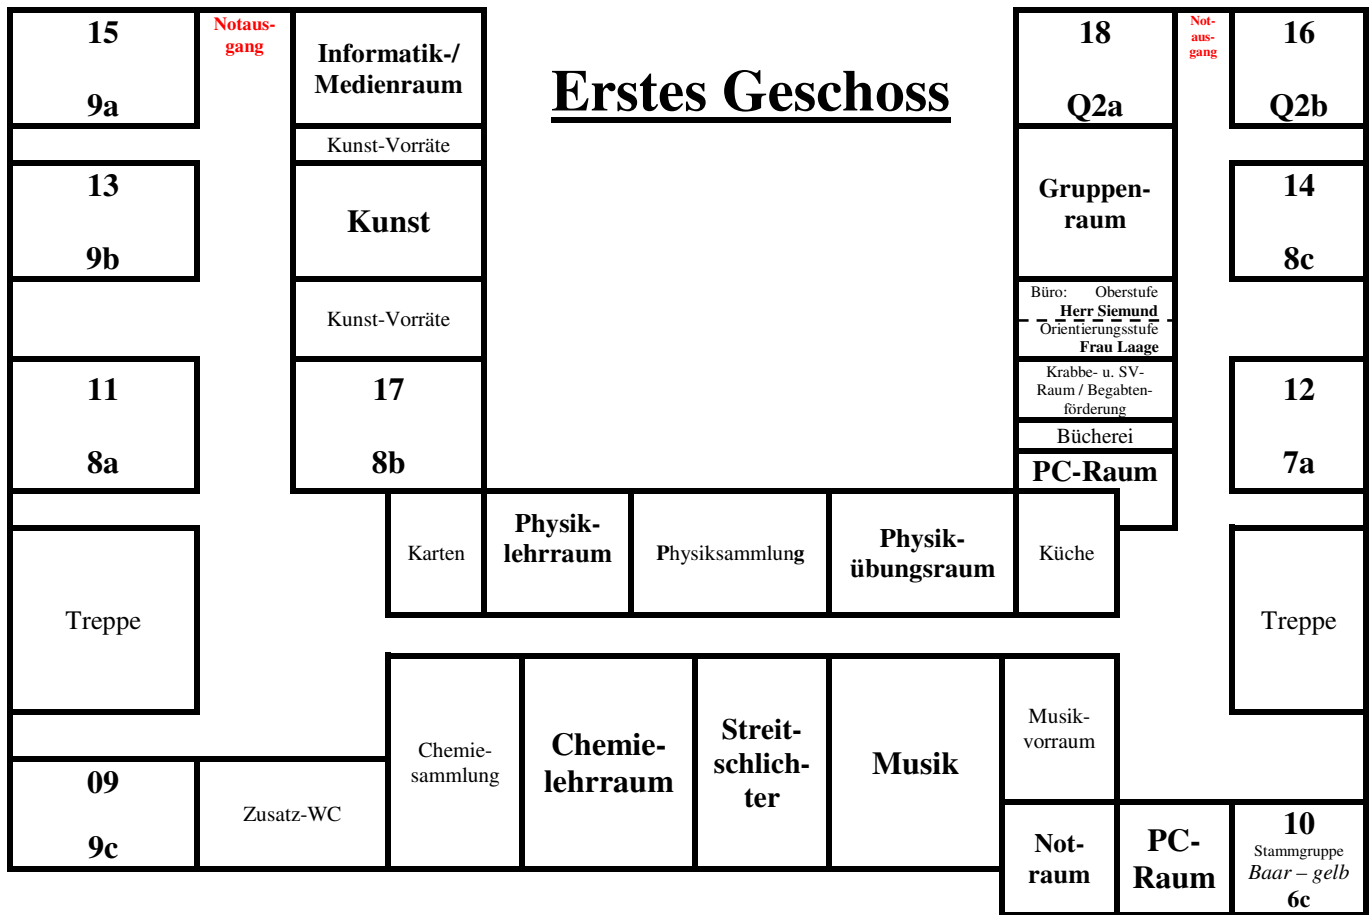 Erstes Geschoss
15
9a
Notaus-
gang
Informatik-/
Medienraum
Kunst-Vorräte
13
9b
Kunst
Kunst-Vorräte
11
8a
17
8b
18
Q2a
Not-
aus-
gang
16
Q2b
Gruppen-
raum
14
8c
Büro: Oberstufe
Herr Siemund
Orientierungsstufe
Frau Laage
Krabbe- u. SV-
Raum / Begabten-
förderung
Bücherei
PC-Raum
12
7a
Treppe
Karten
Physik-
lehrraum
Physiksammlung
Physik-
übungsraum
Küche
Treppe
09
9c
Zusatz-WC
Chemie-
sammlung
Chemie-
lehrraum
Streit-
schlich-
ter
Musik
Musik-
vorraum
Not-
raum
PC-
Raum
10
Stammgruppe
Baar – gelb
6c